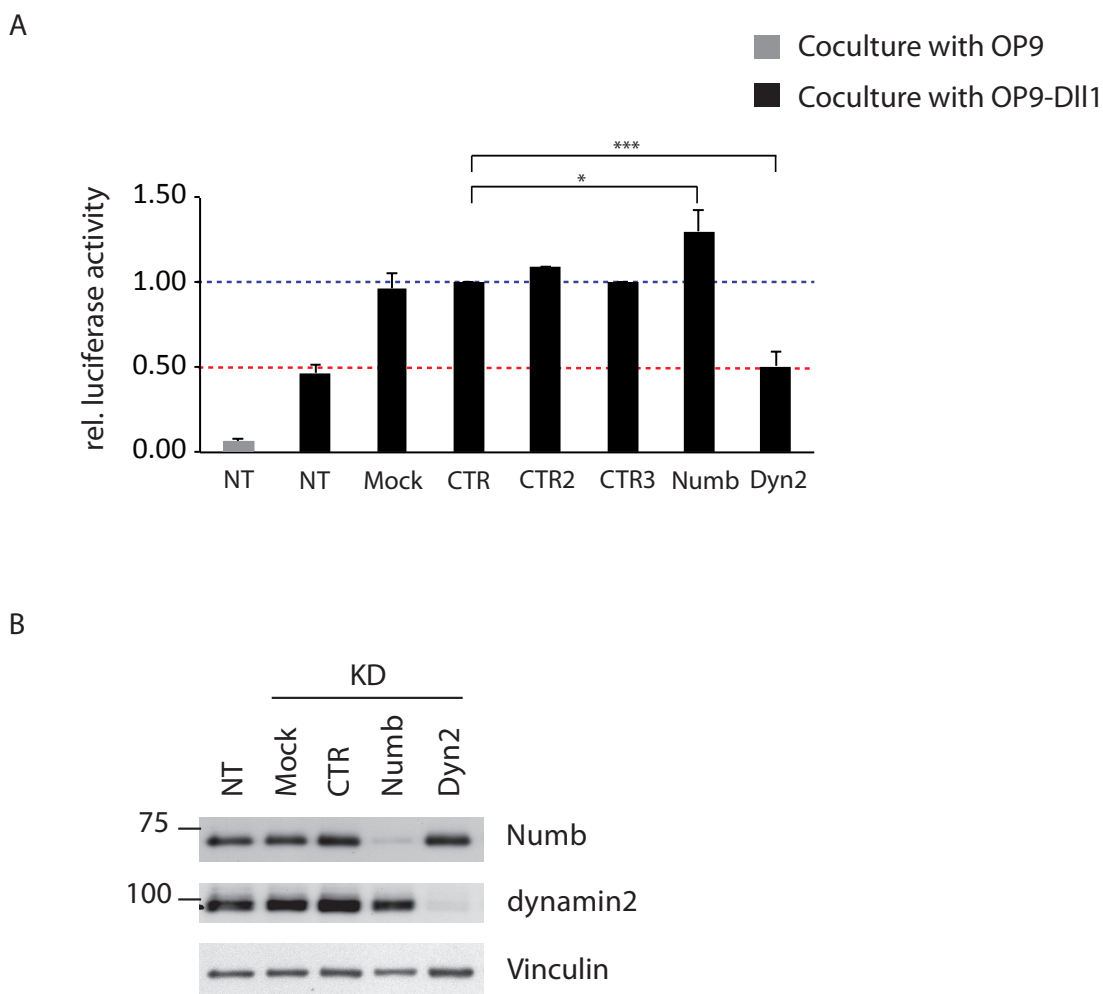 A
Coculture with OP9
Coculture with OP9-Dll1
***
*
rel. luciferase activity
1.50
1.00
0.50
0.00
NT NT Mock CTR CTR2 CTR3 Numb Dyn2
B
KD
NT Mock CTR Numb Dyn2
75 Numb
100 dynamin2
Vinculin